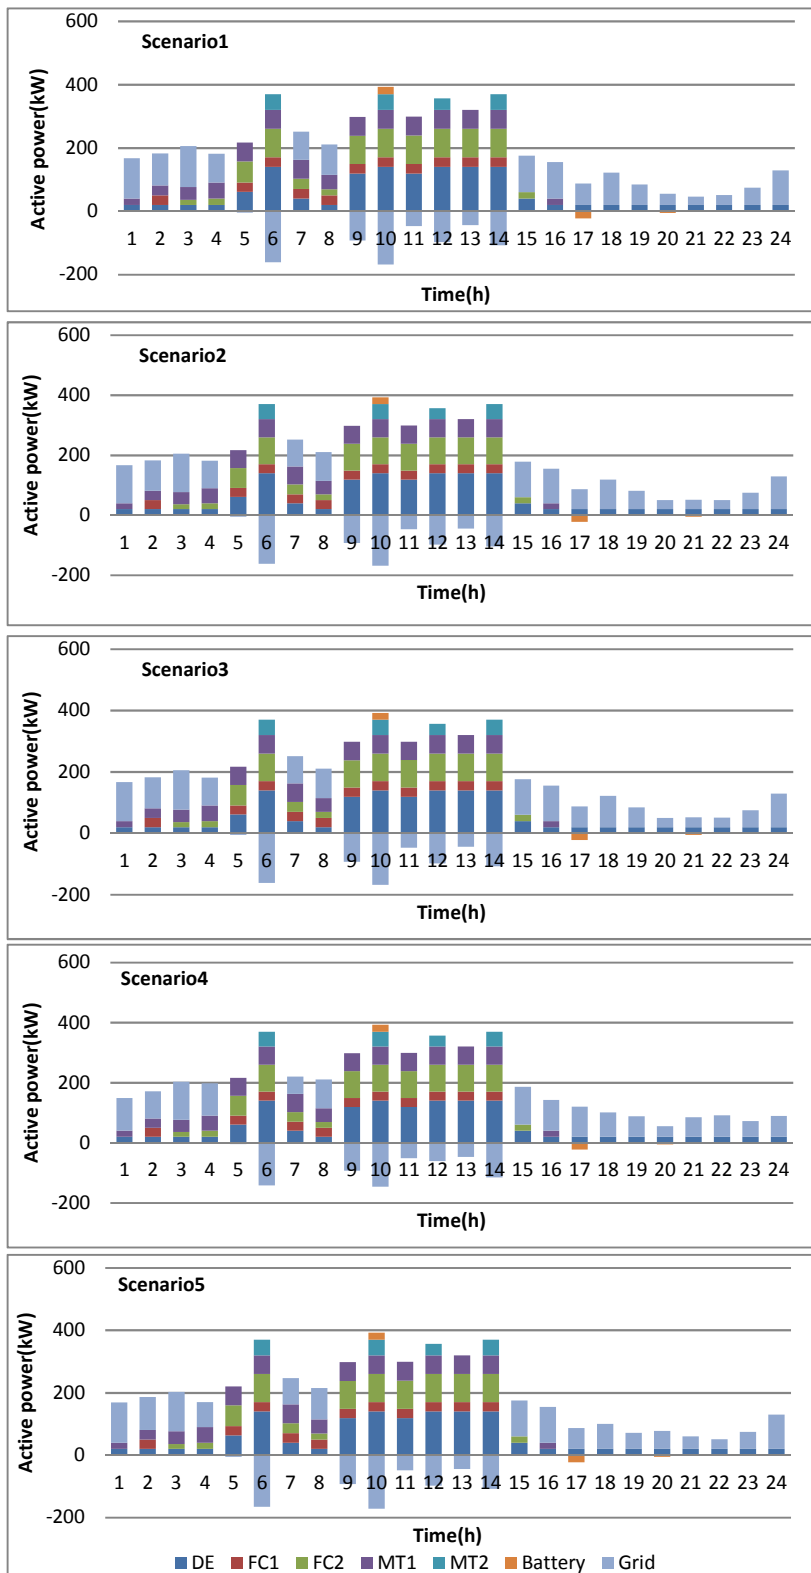 Scenario1
Active power(kW)
600
400
200
0
-200
1 2 3 4 5 6 7 8 9 10 11 12 13 14 15 16 17 18 19 20 21 22 23 24
Time(h)
Scenario2
Active power(kW)
600
400
200
0
-200
1 2 3 4 5 6 7 8 9 10 11 12 13 14 15 16 17 18 19 20 21 22 23 24
Time(h)
Scenario3
Active power(kW)
600
400
200
0
-200
1 2 3 4 5 6 7 8 9 10 11 12 13 14 15 16 17 18 19 20 21 22 23 24
Time(h)
Scenario4
Active power(kW)
600
400
200
0
-200
1 2 3 4 5 6 7 8 9 10 11 12 13 14 15 16 17 18 19 20 21 22 23 24
Time(h)
Scenario5
Active power(kW)
600
400
200
0
-200
1 2 3 4 5 6 7 8 9 10 11 12 13 14 15 16 17 18 19 20 21 22 23 24
Time(h)
DE FC1 FC2 MT1 MT2 Battery Grid